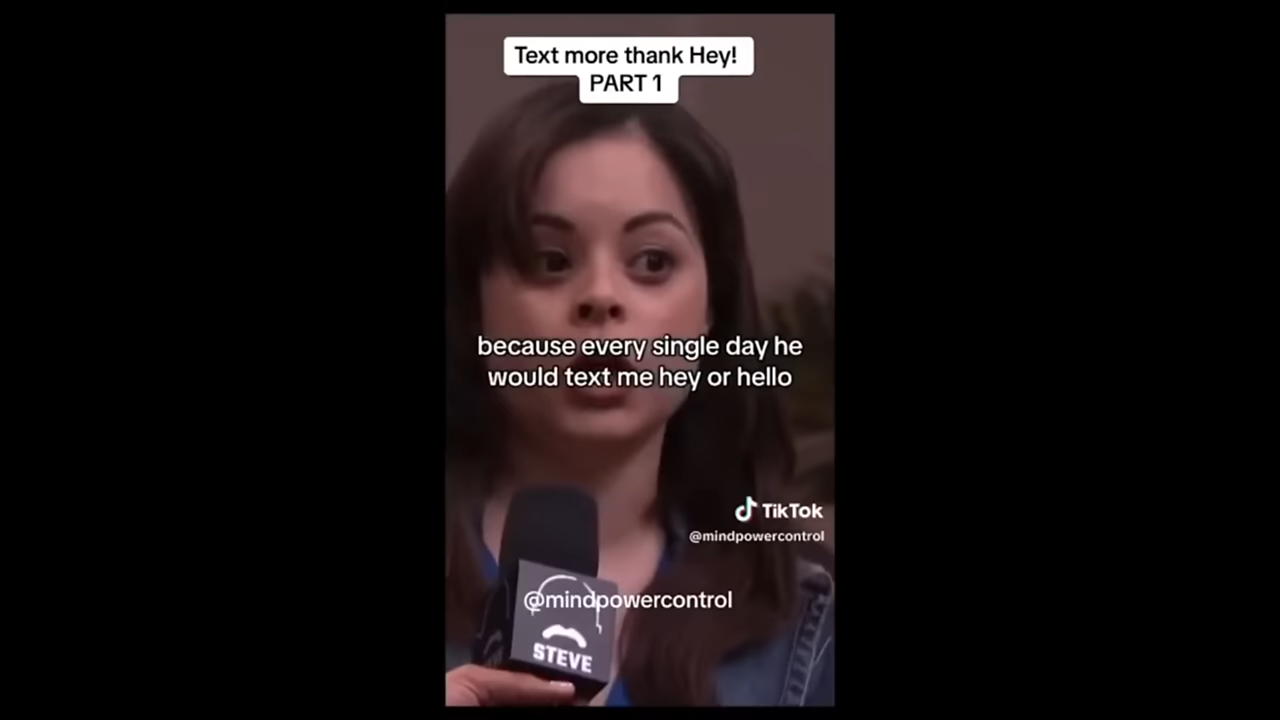 Text more thank Hey!
PART 1
because every single day he
would text me hey or hello
TikTok
@mindpowercontrol
@mindpowercontrol
STEVE